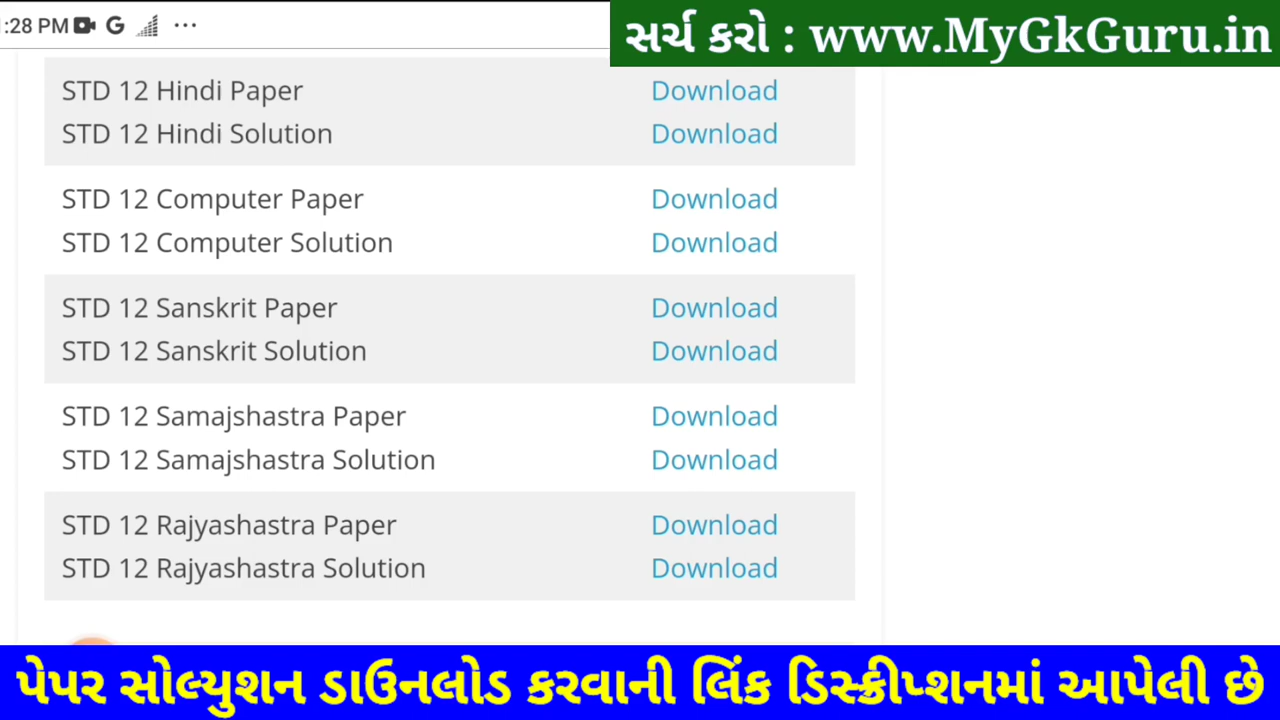 :28 PM G ...
સર્ચ કરો : www.MyGkGuru.in
STD 12 Hindi Paper Download
STD 12 Hindi Solution Download
STD 12 Computer Paper Download
STD 12 Computer Solution Download
STD 12 Sanskrit Paper Download
STD 12 Sanskrit Solution Download
STD 12 Samajshastra Paper Download
STD 12 Samajshastra Solution Download
STD 12 Rajyashastra Paper Download
STD 12 Rajyashastra Solution Download
પેપર સોલ્યુશન ડાઉનલોડ કરવાની લિંક ડિસ્ક્રીપ્શનમાં આપેલી છે